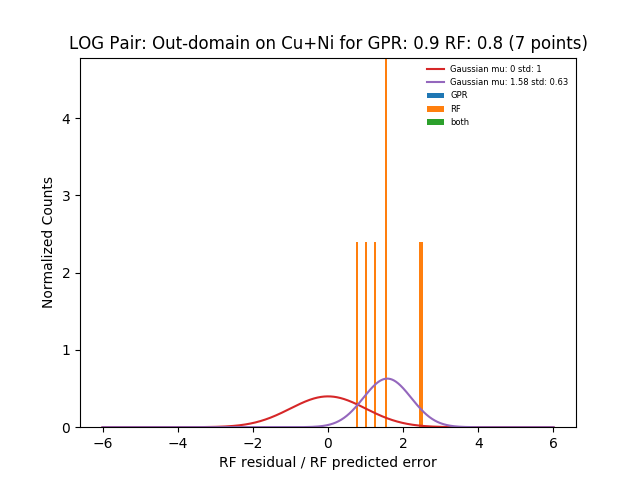 LOG Pair: Out-domain on Cu+Ni for GPR: 0.9 RF: 0.8 (7 points)
Gaussian mu: 0 std: 1
Gaussian mu: 1.58 std: 0.63
GPR
RF
both
Normalized Counts
4
3
2
1
0
−6 −4 −2 0 2 4 6
RF residual / RF predicted error